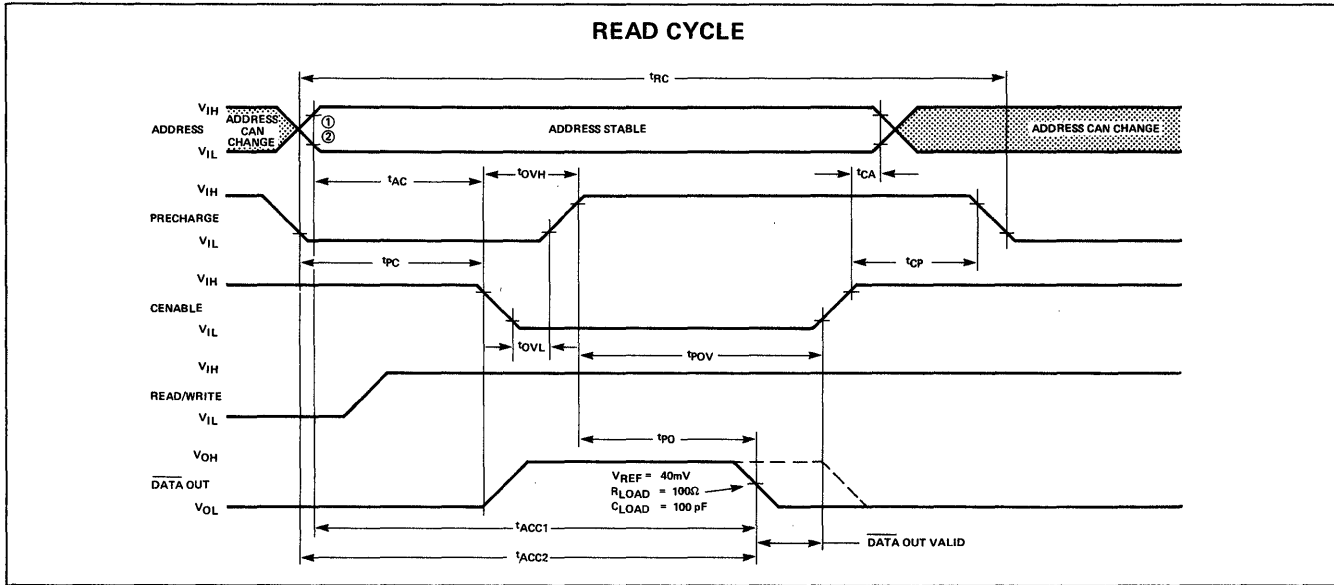 READ CYCLE
tRC
VIH
ADDRESS
VIL
ADDRESS
CAN
CHANGE
①
②
ADDRESS STABLE
ADDRESS CAN CHANGE
tAC
tOVH
tCA
VIH
PRECHARGE
VIL
tPC
tCP
VIH
CENABLE
VIL
tOVL
tPOV
VIH
READ/WRITE
VIL
tPO
VOH
DATA OUT
VOL
VREF = 40mV
RLOAD = 100Ω
CLOAD = 100 pF
tACC1
DATA OUT VALID
tACC2